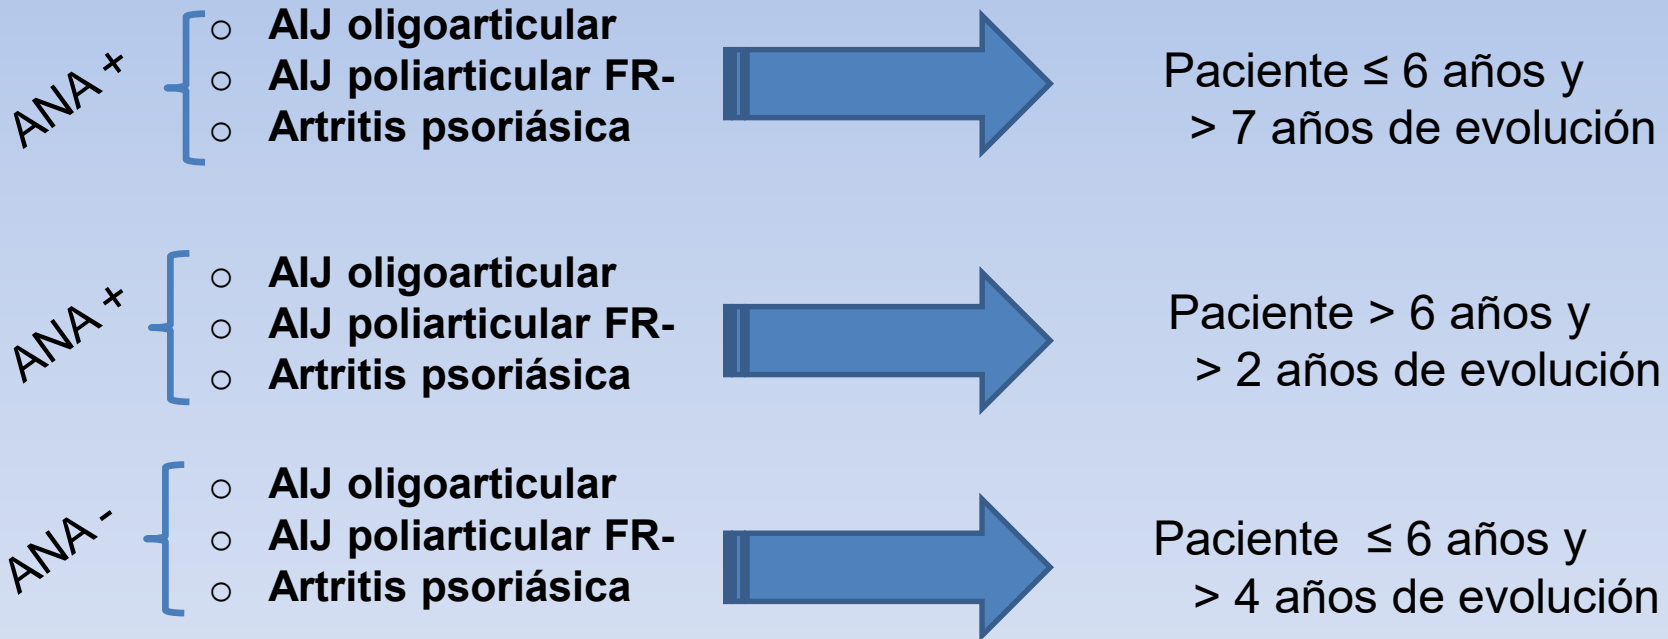 ANA +
o AIJ oligoarticular
o AIJ poliarticular FR-
o Artritis psoriásica
Paciente ≤ 6 años y
> 7 años de evolución
ANA +
o AIJ oligoarticular
o AIJ poliarticular FR-
o Artritis psoriásica
Paciente > 6 años y
> 2 años de evolución
ANA -
o AIJ oligoarticular
o AIJ poliarticular FR-
o Artritis psoriásica
Paciente ≤ 6 años y
> 4 años de evolución